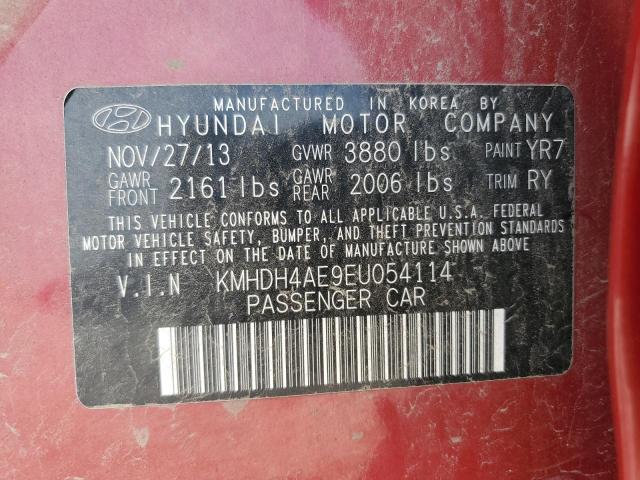 MANUFACTURED IN KOREA BY
HYUNDAI MOTOR COMPANY
NOV/27/13 GVWR 3880 lbs PAINT YR7
GAWR FRONT 2161 lbs GAWR REAR 2006 lbs TRIM RY
THIS VEHICLE CONFORMS TO ALL APPLICABLE U.S.A. FEDERAL
MOTOR VEHICLE SAFETY, BUMPER, AND THEFT PREVENTION STANDARDS
IN EFFECT ON THE DATE OF MANUFACTURE SHOWN ABOVE.
V.I.N KMHDH4AE9EU054114
PASSENGER CAR